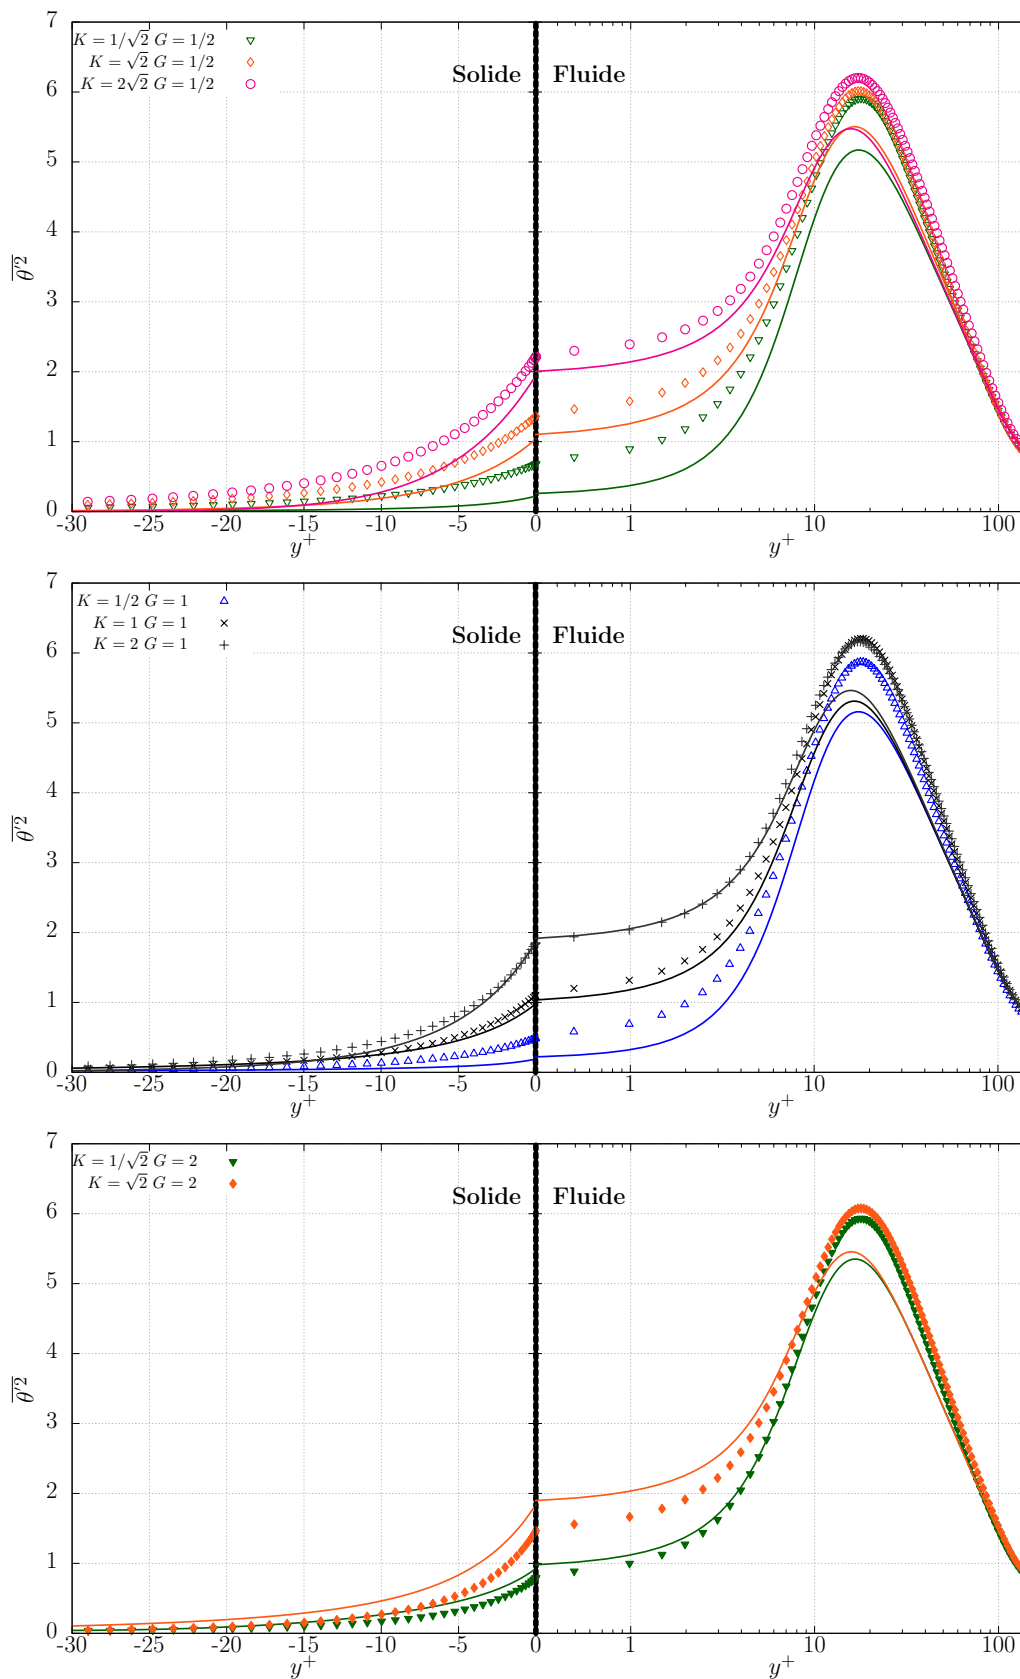 7
6
5
4
3
2
1
0
K = 1/√2 G = 1/2
K = √2 G = 1/2
K = 2√2 G = 1/2
Solide Fluide
θ'²
-30 -25 -20 -15 -10 -5 0 1 10 100
y⁺ y⁺
7
6
5
4
3
2
1
0
K = 1/2 G = 1
K = 1 G = 1
K = 2 G = 1
Solide Fluide
θ'²
-30 -25 -20 -15 -10 -5 0 1 10 100
y⁺ y⁺
7
6
5
4
3
2
1
0
K = 1/√2 G = 2
K = √2 G = 2
Solide Fluide
θ'²
-30 -25 -20 -15 -10 -5 0 1 10 100
y⁺ y⁺